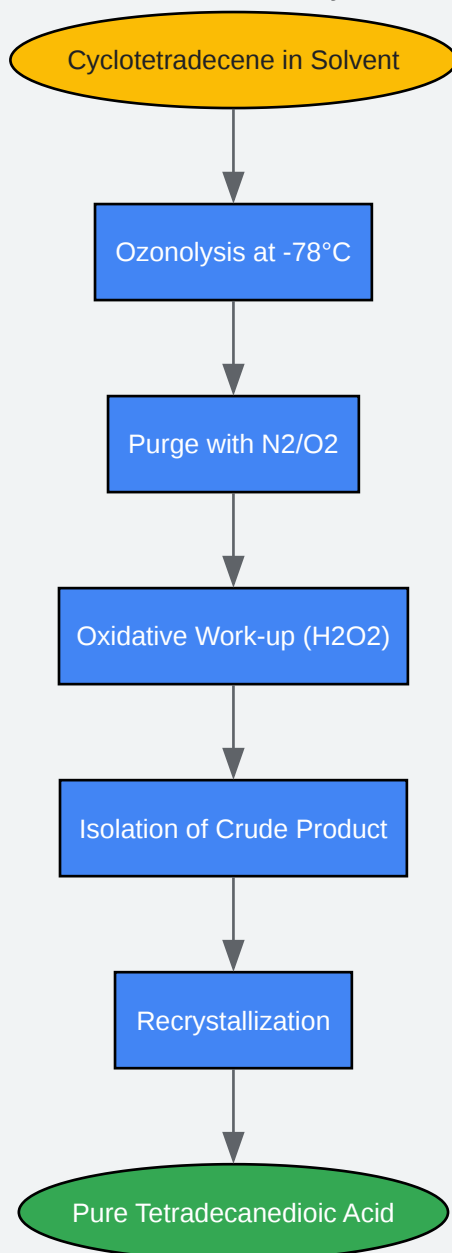 Cyclotetradecene in Solvent
Ozonolysis at -78°C
Purge with N2/O2
Oxidative Work-up (H2O2)
Isolation of Crude Product
Recrystallization
Pure Tetradecanedioic Acid